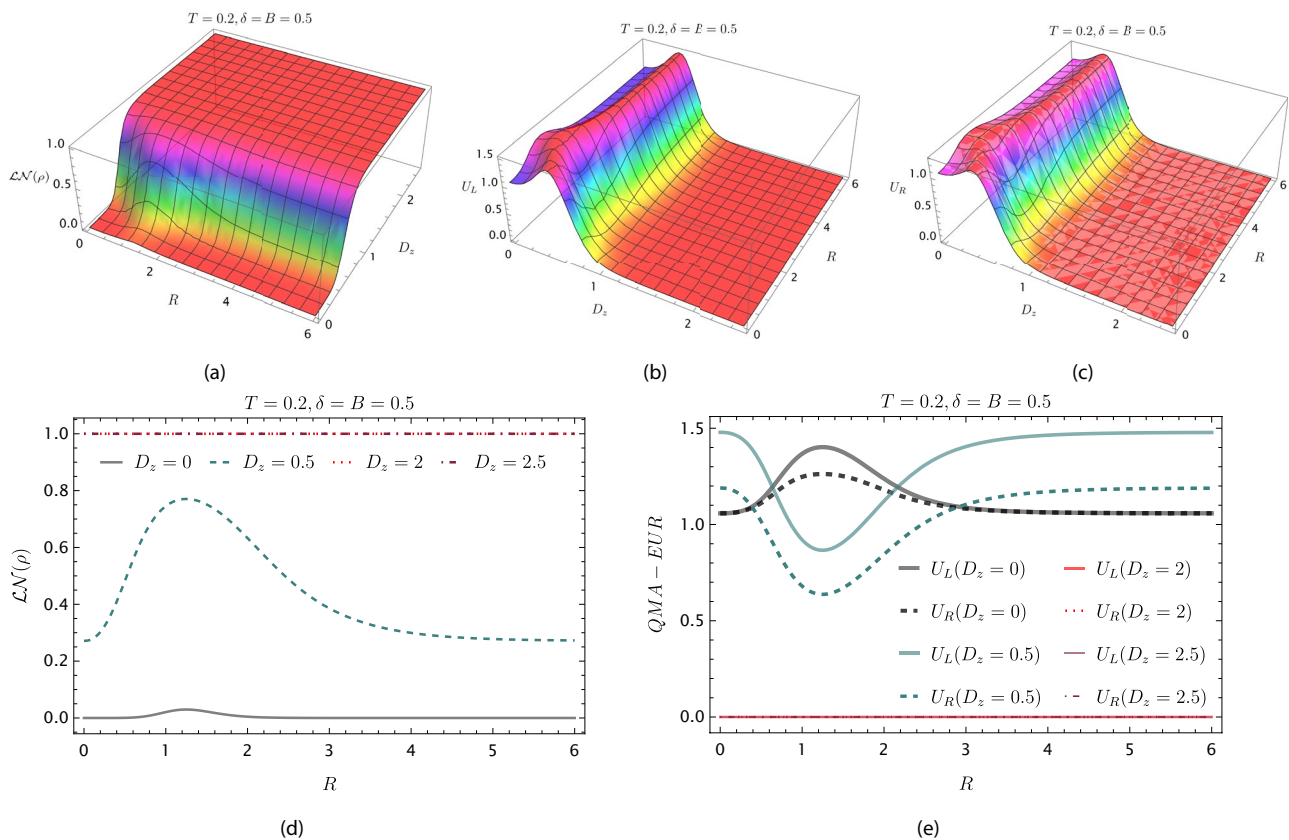 T = 0.2, δ = B = 0.5
1.0
ℒ𝒩(ρ) 0.5
0.0
0
2
R
4
6
0
1
D_z
2
(a)
T = 0.2, δ = B = 0.5
1.5
U_L 1.0
0.5
0.0
0
1
D_z
2
0
2
R
4
6
(b)
T = 0.2, δ = B = 0.5
1.0
U_R
0.5
0.0
0
1
D_z
2
0
2
R
4
6
(c)
T = 0.2, δ = B = 0.5
1.0
D_z = 0 D_z = 0.5 D_z = 2 D_z = 2.5
0.8
0.6
ℒ𝒩(ρ)
0.4
0.2
0.0
0 1 2 3 4 5 6
R
(d)
T = 0.2, δ = B = 0.5
1.5
1.0
QMA − EUR
0.5
0.0
U_L(D_z = 0) U_L(D_z = 2)
U_R(D_z = 0) U_R(D_z = 2)
U_L(D_z = 0.5) U_L(D_z = 2.5)
U_R(D_z = 0.5) U_R(D_z = 2.5)
0 1 2 3 4 5 6
R
(e)